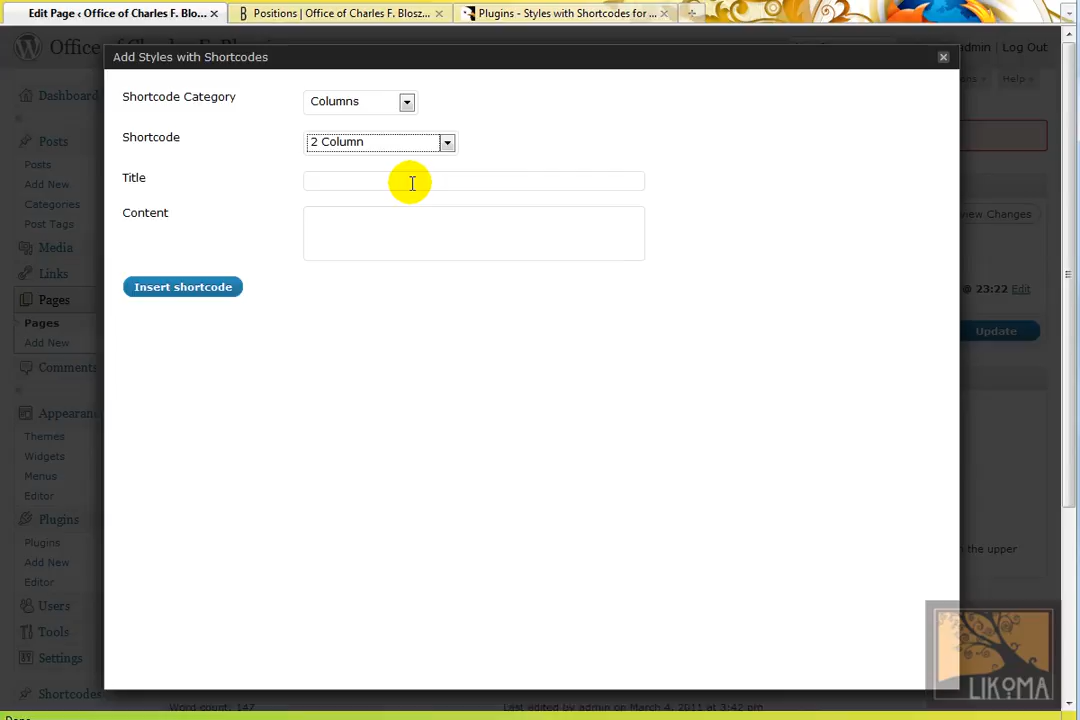 Edit Page ‹ Office of Charles F. Blo...
Positions | Office of Charles F. Blosz...
Plugins - Styles with Shortcodes for ...
Office of Charles F.
admin | Log Out
Add Styles with Shortcodes
Dashboard
Help
Shortcode Category
Columns
Shortcode
2 Column
Posts
Posts
Title
Add New
Categories
Content
view Changes
Post Tags
Media
Links
Insert shortcode
@ 23:22 Edit
Pages
Pages
Update
Add New
Comments
Appearan
Themes
Widgets
Menus
Editor
Plugins
Plugins
n the upper
Add New
Editor
Users
Tools
Settings
LIKOMA
Shortcodes
Word count: 147
Last edited by admin on March 4, 2011 at 3:42 pm